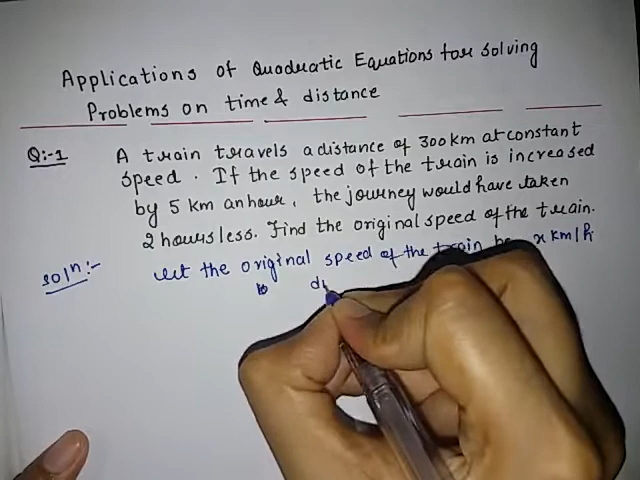 Applications of Quadratic Equations for solving
Problems on time & distance
Q:-1 A train travels a distance of 300 km at constant
speed. If the speed of the train is increased
by 5 km an hour, the journey would have taken
2 hours less. Find the original speed of the train.
Soln:- Let the original speed of the train be x km/h